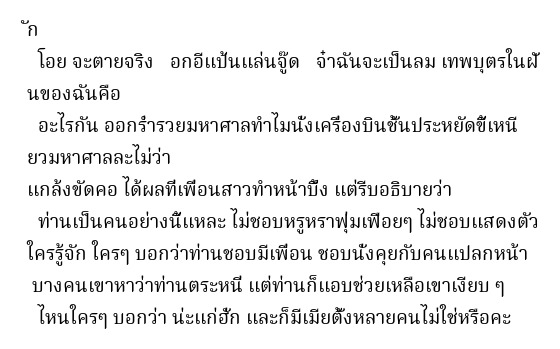 ัก
โอย จะตายจริง อกอีแป้นแล่นจู๊ด จ๋าฉันจะเป็นลม เทพบุตรในฝั
นของฉันคือ
อะไรกัน ออกร่ำรวยมหาศาลทำไมนั่งเครื่องบินชั้นประหยัดขี้เหนี
ยวมหาศาลละไม่ว่า
แกล้งขัดคอ ได้ผลที่เพื่อนสาวทำหน้าบึ้ง แต่รีบอธิบายว่า
ท่านเป็นคนอย่างนี้แหละ ไม่ชอบหรูหราฟุ่มเฟือยๆ ไม่ชอบแสดงตัว
ใครรู้จัก ใครๆ บอกว่าท่านชอบมีเพื่อน ชอบนั่งคุยกับคนแปลกหน้า
บางคนเขาหาว่าท่านตระหนี่ แต่ท่านก็แอบช่วยเหลือเขาเงียบ ๆ
ไหนใครๆ บอกว่า น่ะแก่ฮัก และก็มีเมียตั้งหลายคนไม่ใช่หรือคะ